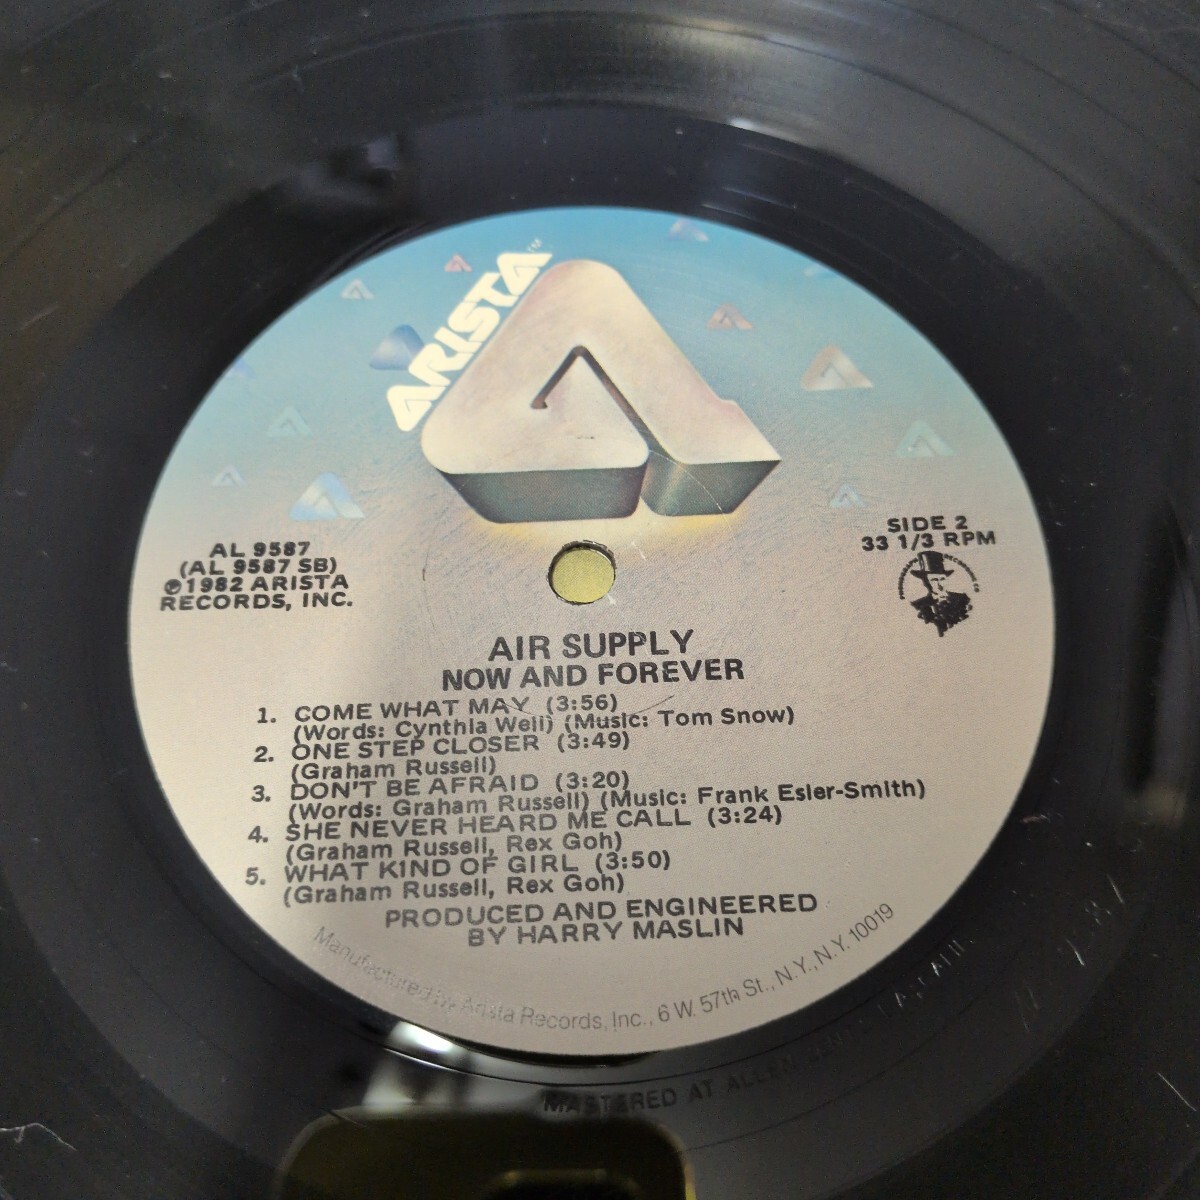 ARISTA™
AL 9587
(AL 9587 SB)
℗1982 ARISTA
RECORDS, INC.
SIDE 2
33 1/3 RPM
AIR SUPPLY
NOW AND FOREVER
1. COME WHAT MAY (3:56)
(Words: Cynthia Weil) (Music: Tom Snow)
2. ONE STEP CLOSER (3:49)
(Graham Russell)
3. DON'T BE AFRAID (3:20)
(Words: Graham Russell) (Music: Frank Esler-Smith)
4. SHE NEVER HEARD ME CALL (3:24)
(Graham Russell, Rex Goh)
5. WHAT KIND OF GIRL (3:50)
(Graham Russell, Rex Goh)
PRODUCED AND ENGINEERED
BY HARRY MASLIN
Manufactured by Arista Records, Inc., 6 W. 57th St., N.Y., N.Y. 10019
MASTERED AT ALLEN